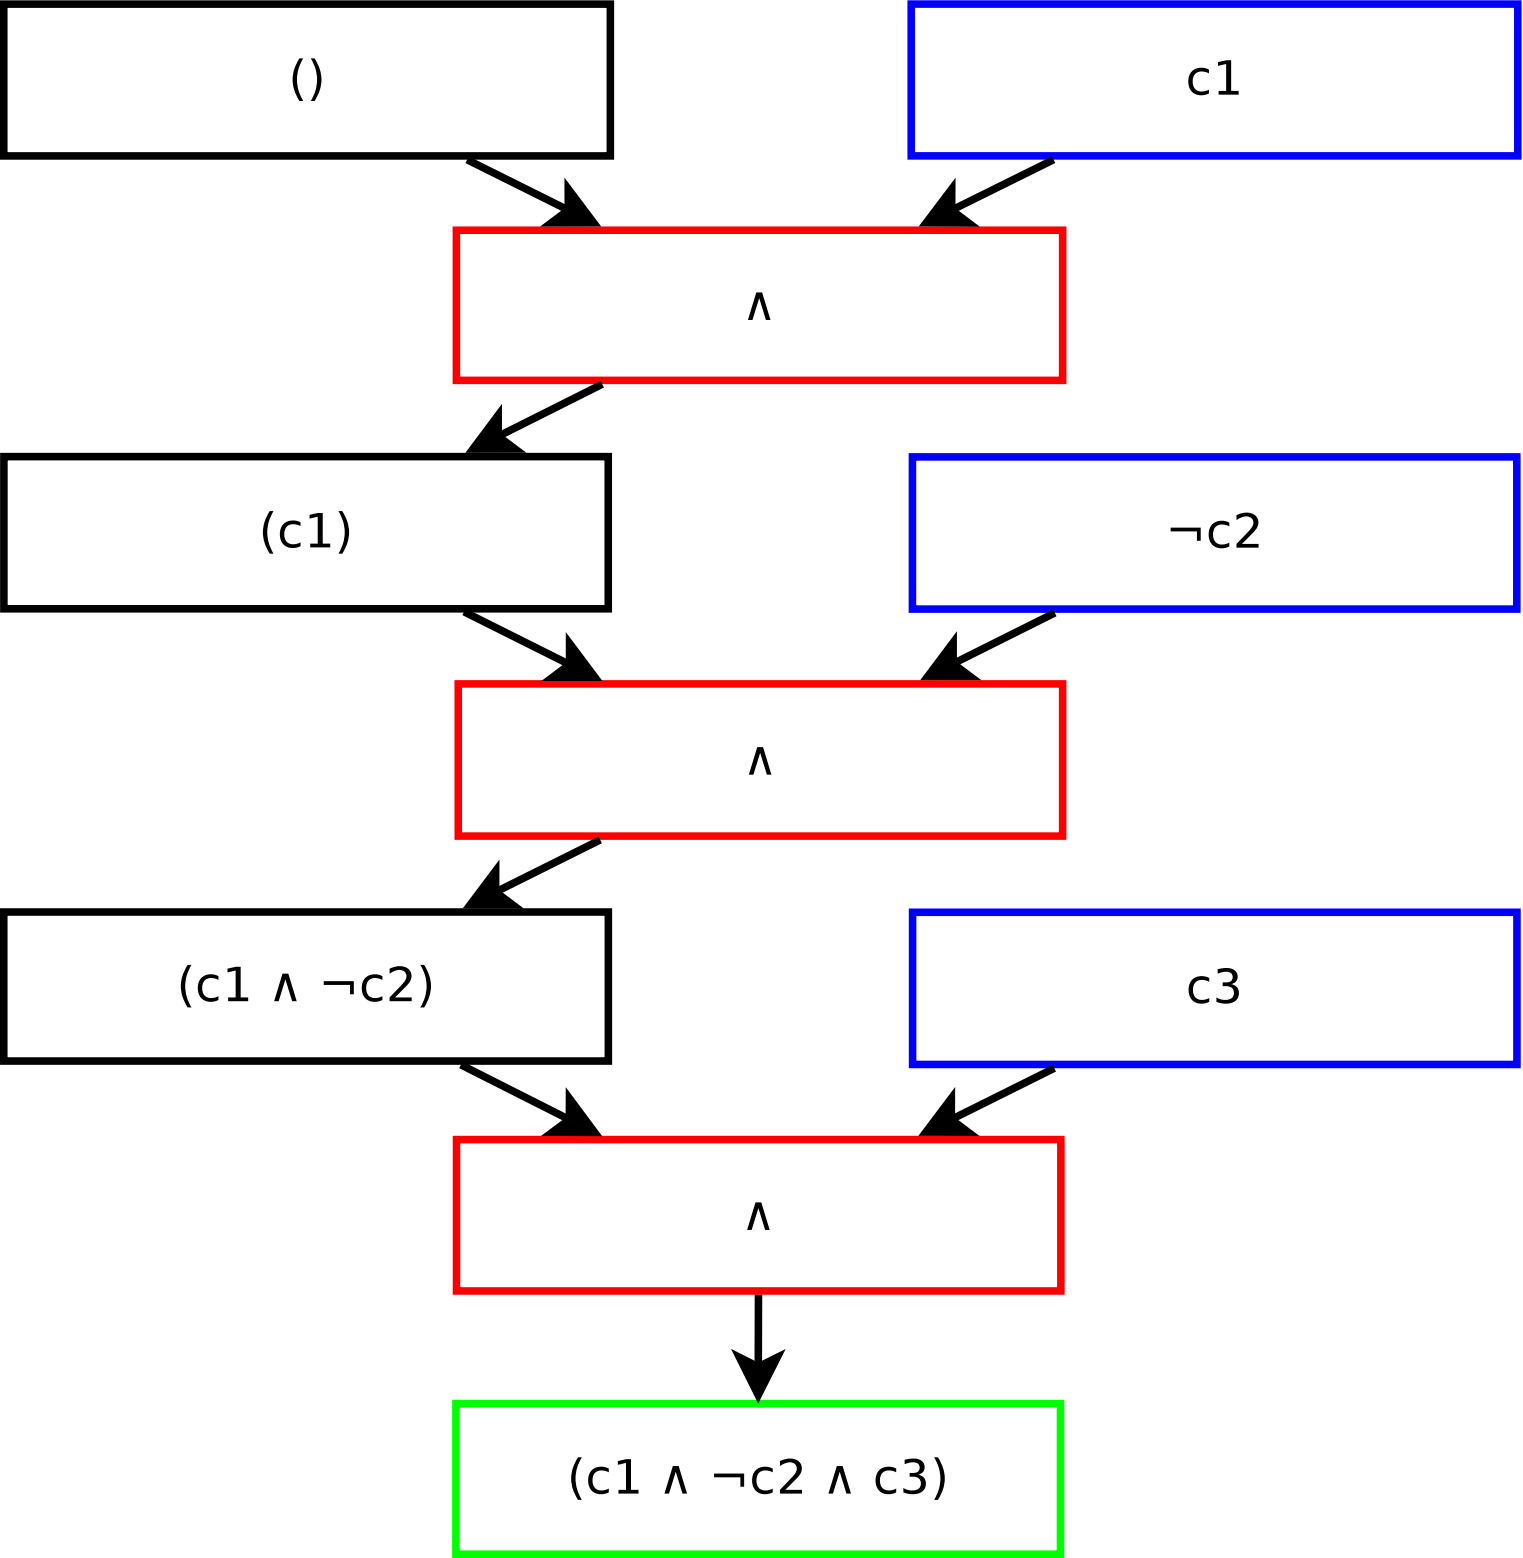 ()
c1
∧
(c1)
¬c2
∧
(c1 ∧ ¬c2)
c3
∧
(c1 ∧ ¬c2 ∧ c3)